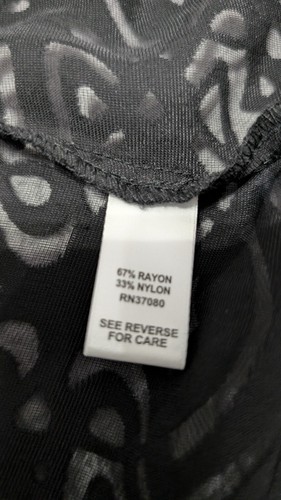 67% RAYON
33% NYLON
RN37080
SEE REVERSE
FOR CARE